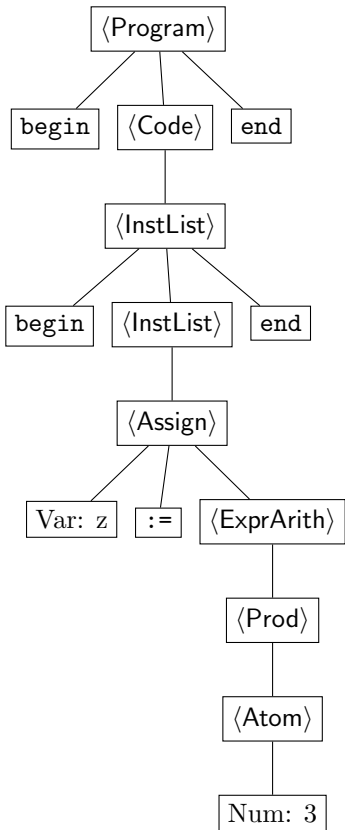 ⟨Program⟩
begin ⟨Code⟩ end
⟨InstList⟩
begin ⟨InstList⟩ end
⟨Assign⟩
Var: z := ⟨ExprArith⟩
⟨Prod⟩
⟨Atom⟩
Num: 3